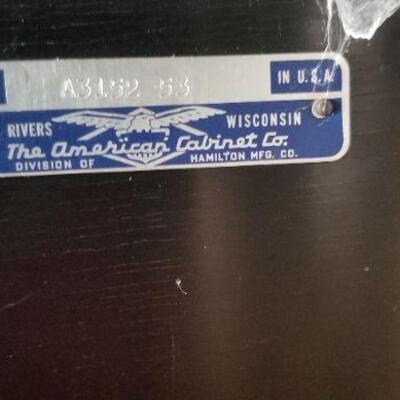 IN U.S.A.
A3152 53
RIVERS WISCONSIN
The American Cabinet Co.
DIVISION OF HAMILTON MFG. CO.